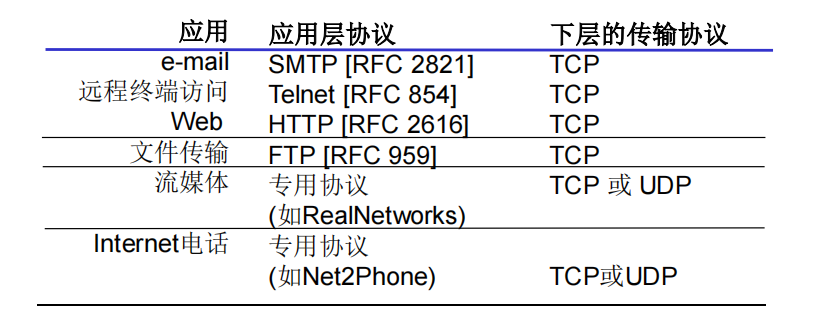 应用 应用层协议 下层的传输协议
e-mail SMTP [RFC 2821] TCP
远程终端访问 Telnet [RFC 854] TCP
Web HTTP [RFC 2616] TCP
文件传输 FTP [RFC 959] TCP
流媒体 专用协议 TCP 或 UDP
(如RealNetworks)
Internet电话 专用协议
(如Net2Phone) TCP或UDP